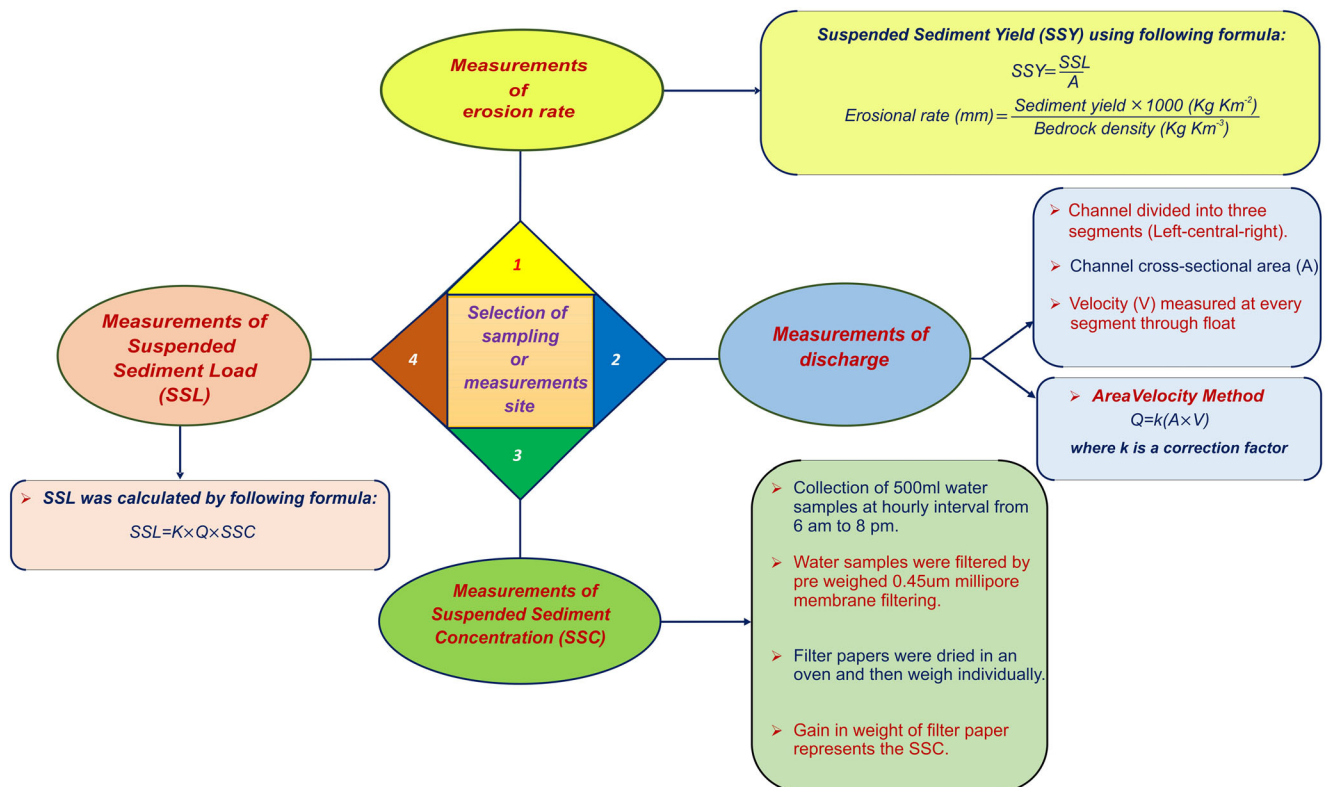 Measurements
of
erosion rate
Suspended Sediment Yield (SSY) using following formula:
SSY=SSL/A
Erosional rate (mm)=Sediment yield × 1000 (Kg Km⁻²)/Bedrock density (Kg Km⁻³)
1
Selection of
sampling
or
measurements
site
2
3
4
Measurements of
discharge
➢ Channel divided into three
segments (Left-central-right).
➢ Channel cross-sectional area (A)
➢ Velocity (V) measured at every
segment through float
➢ AreaVelocity Method
Q=k(A×V)
where k is a correction factor
Measurements of
Suspended Sediment
Concentration (SSC)
➢ Collection of 500ml water
samples at hourly interval from
6 am to 8 pm.
➢ Water samples were filtered by
pre weighed 0.45um millipore
membrane filtering.
➢ Filter papers were dried in an
oven and then weigh individually.
➢ Gain in weight of filter paper
represents the SSC.
Measurements of
Suspended
Sediment Load
(SSL)
➢ SSL was calculated by following formula:
SSL=K×Q×SSC